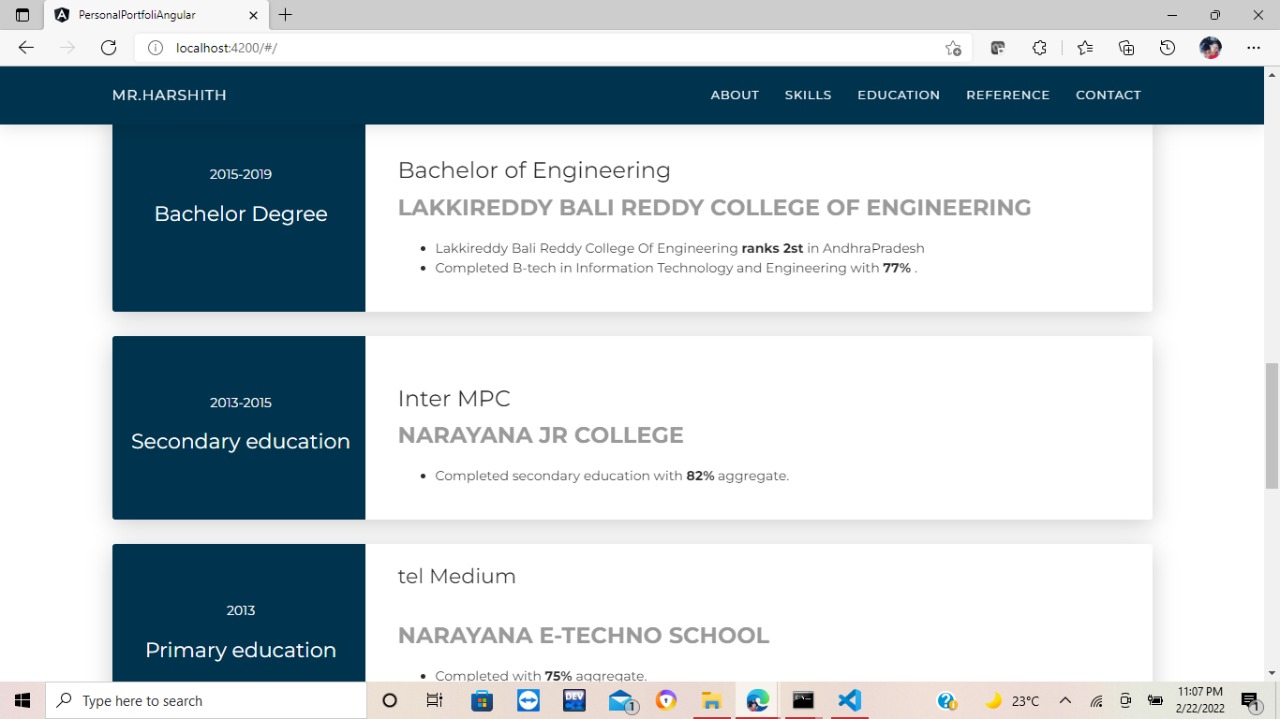 PersonalPortfolioAngular
localhost:4200/#/
MR.HARSHITH
ABOUT SKILLS EDUCATION REFERENCE CONTACT
2015-2019
Bachelor Degree
Bachelor of Engineering
LAKKIREDDY BALI REDDY COLLEGE OF ENGINEERING
Lakkireddy Bali Reddy College Of Engineering ranks 2st in AndhraPradesh
Completed B-tech in Information Technology and Engineering with 77% .
2013-2015
Secondary education
Inter MPC
NARAYANA JR COLLEGE
Completed secondary education with 82% aggregate.
2013
Primary education
tel Medium
NARAYANA E-TECHNO SCHOOL
Completed with 75% aggregate.
Type here to search
DEV
1
23°C
11:07 PM
2/22/2022
1